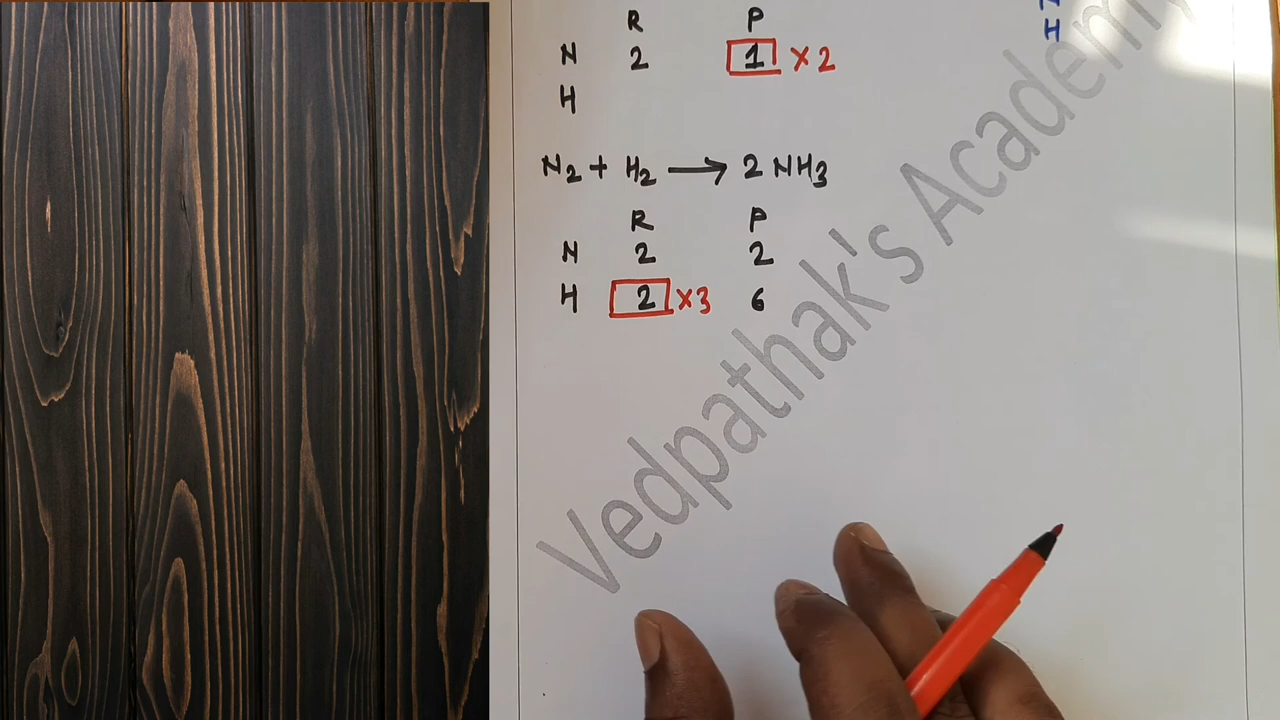 R P
N 2 1 ×2
H
N
H
N₂ + H₂ ⟶ 2 NH₃
R P
N 2 2
H 2 ×3 6
Vedpathak's Academy